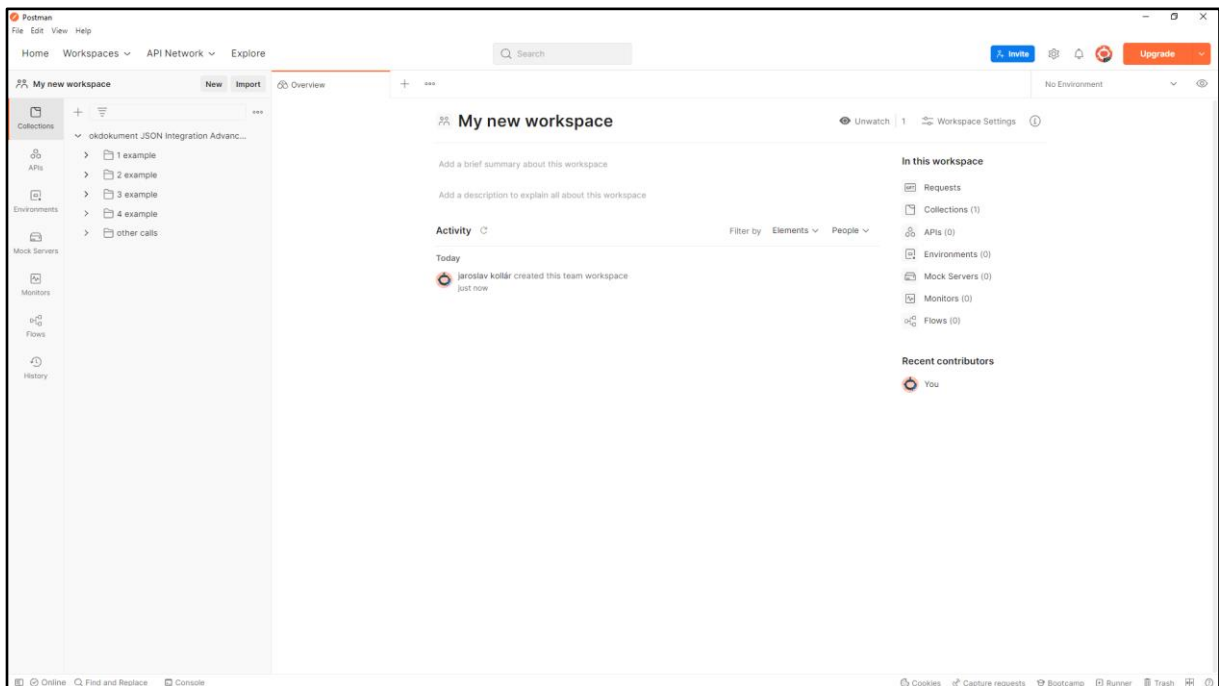 Postman
File Edit View Help
Home Workspaces API Network Explore
Search
Invite
Upgrade
My new workspace
New Import
Overview
No Environment
Collections
APIs
Environments
Mock Servers
Monitors
Flows
History
okdokument JSON Integration Advanc...
1 example
2 example
3 example
4 example
other calls
My new workspace
Unwatch 1 Workspace Settings
Add a brief summary about this workspace
Add a description to explain all about this workspace
Activity
Filter by Elements People
Today
jaroslav kollár created this team workspace
just now
In this workspace
Requests
Collections (1)
APIs (0)
Environments (0)
Mock Servers (0)
Monitors (0)
Flows (0)
Recent contributors
You
Online Find and Replace Console
Cookies Capture requests Bootcamp Runner Trash